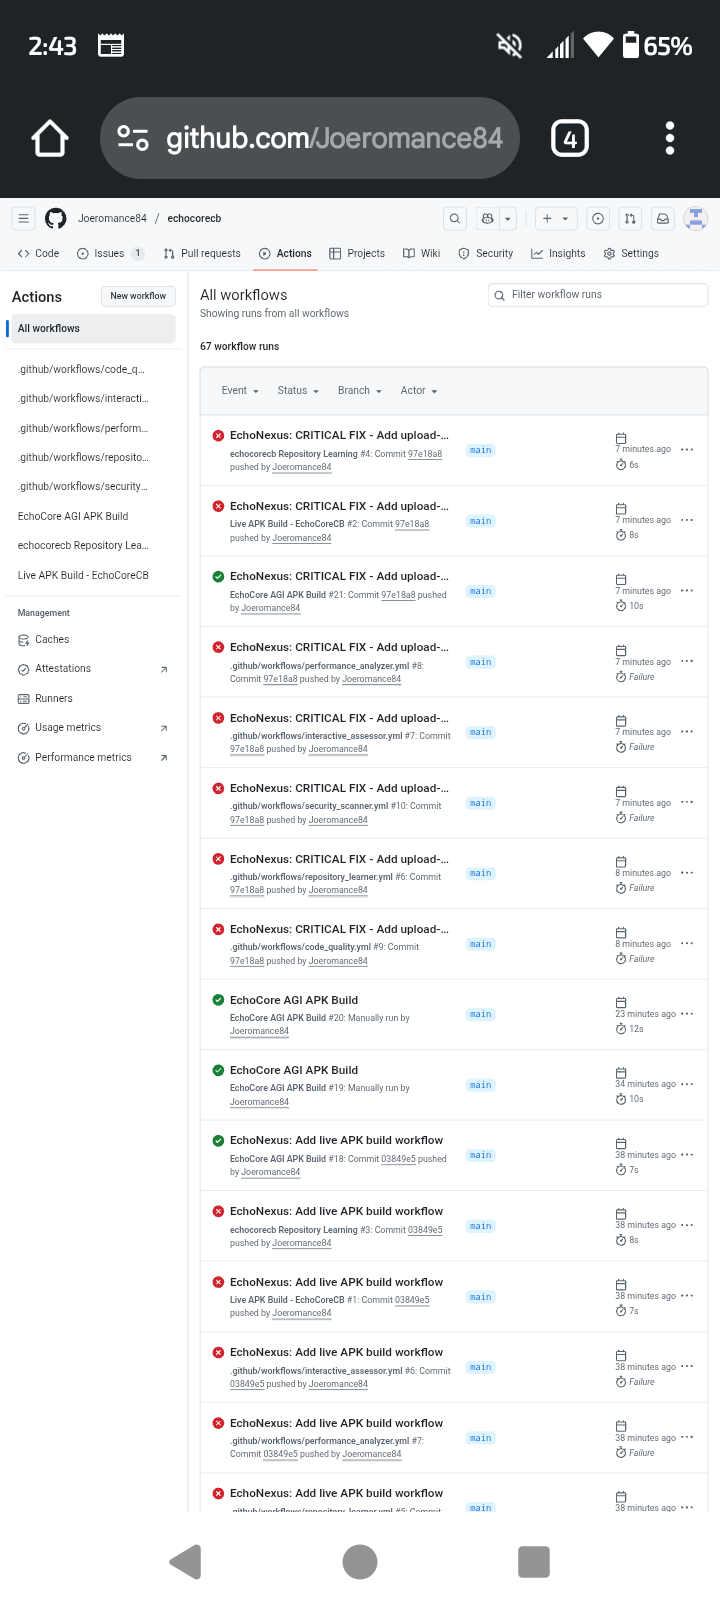 2:43
65%
github.com/Joeromance84
4
Joeromance84 / echocorecb
Code
Issues 1
Pull requests
Actions
Projects
Wiki
Security
Insights
Settings
Actions
New workflow
All workflows
.github/workflows/code_q...
.github/workflows/interacti...
.github/workflows/perform...
.github/workflows/reposito...
.github/workflows/security...
EchoCore AGI APK Build
echocorecb Repository Lea...
Live APK Build - EchoCoreCB
Management
Caches
Attestations
Runners
Usage metrics
Performance metrics
All workflows
Showing runs from all workflows
Filter workflow runs
67 workflow runs
Event
Status
Branch
Actor
EchoNexus: CRITICAL FIX - Add upload-...
echocorecb Repository Learning #4: Commit 97e18a8
pushed by Joeromance84
main
7 minutes ago
6s
EchoNexus: CRITICAL FIX - Add upload-...
Live APK Build - EchoCoreCB #2: Commit 97e18a8
pushed by Joeromance84
main
7 minutes ago
8s
EchoNexus: CRITICAL FIX - Add upload-...
EchoCore AGI APK Build #21: Commit 97e18a8 pushed
by Joeromance84
main
7 minutes ago
10s
EchoNexus: CRITICAL FIX - Add upload-...
.github/workflows/performance_analyzer.yml #8:
Commit 97e18a8 pushed by Joeromance84
main
7 minutes ago
Failure
EchoNexus: CRITICAL FIX - Add upload-...
.github/workflows/interactive_assessor.yml #7: Commit
97e18a8 pushed by Joeromance84
main
7 minutes ago
Failure
EchoNexus: CRITICAL FIX - Add upload-...
.github/workflows/security_scanner.yml #10: Commit
97e18a8 pushed by Joeromance84
main
7 minutes ago
Failure
EchoNexus: CRITICAL FIX - Add upload-...
.github/workflows/repository_learner.yml #6: Commit
97e18a8 pushed by Joeromance84
main
8 minutes ago
Failure
EchoNexus: CRITICAL FIX - Add upload-...
.github/workflows/code_quality.yml #9: Commit
97e18a8 pushed by Joeromance84
main
8 minutes ago
Failure
EchoCore AGI APK Build
EchoCore AGI APK Build #20: Manually run by
Joeromance84
main
23 minutes ago
12s
EchoCore AGI APK Build
EchoCore AGI APK Build #19: Manually run by
Joeromance84
main
34 minutes ago
10s
EchoNexus: Add live APK build workflow
EchoCore AGI APK Build #18: Commit 03849e5 pushed
by Joeromance84
main
38 minutes ago
7s
EchoNexus: Add live APK build workflow
echocorecb Repository Learning #3: Commit 03849e5
pushed by Joeromance84
main
38 minutes ago
8s
EchoNexus: Add live APK build workflow
Live APK Build - EchoCoreCB #1: Commit 03849e5
pushed by Joeromance84
main
38 minutes ago
7s
EchoNexus: Add live APK build workflow
.github/workflows/interactive_assessor.yml #6: Commit
03849e5 pushed by Joeromance84
main
38 minutes ago
Failure
EchoNexus: Add live APK build workflow
.github/workflows/performance_analyzer.yml #7:
Commit 03849e5 pushed by Joeromance84
main
38 minutes ago
Failure
EchoNexus: Add live APK build workflow
.github/workflows/repository_learner.yml #5: Commit
main
38 minutes ago